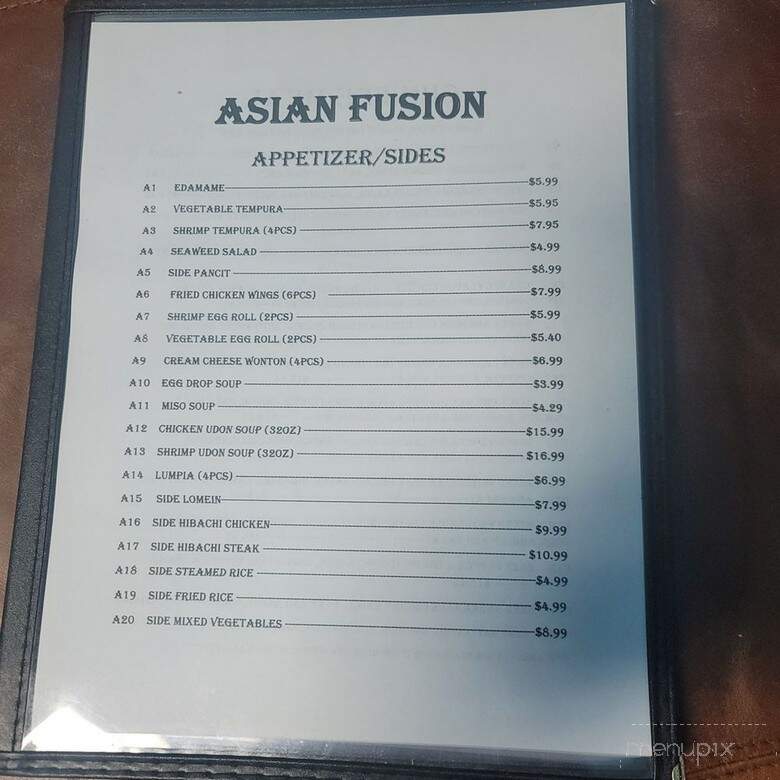 ASIAN FUSION
APPETIZER/SIDES
A1 EDAMAME $5.99
A2 VEGETABLE TEMPURA $5.95
A3 SHRIMP TEMPURA (4PCS) $7.95
A4 SEAWEED SALAD $4.99
A5 SIDE PANCIT $8.99
A6 FRIED CHICKEN WINGS (6PCS) $7.99
A7 SHRIMP EGG ROLL (2PCS) $5.99
A8 VEGETABLE EGG ROLL (2PCS) $5.40
A9 CREAM CHEESE WONTON (4PCS) $6.99
A10 EGG DROP SOUP $3.99
A11 MISO SOUP $4.29
A12 CHICKEN UDON SOUP (32OZ) $15.99
A13 SHRIMP UDON SOUP (32OZ) $16.99
A14 LUMPIA (4PCS) $6.99
A15 SIDE LOMEIN $7.99
A16 SIDE HIBACHI CHICKEN $9.99
A17 SIDE HIBACHI STEAK $10.99
A18 SIDE STEAMED RICE $4.99
A19 SIDE FRIED RICE $4.99
A20 SIDE MIXED VEGETABLES $8.99
menupix